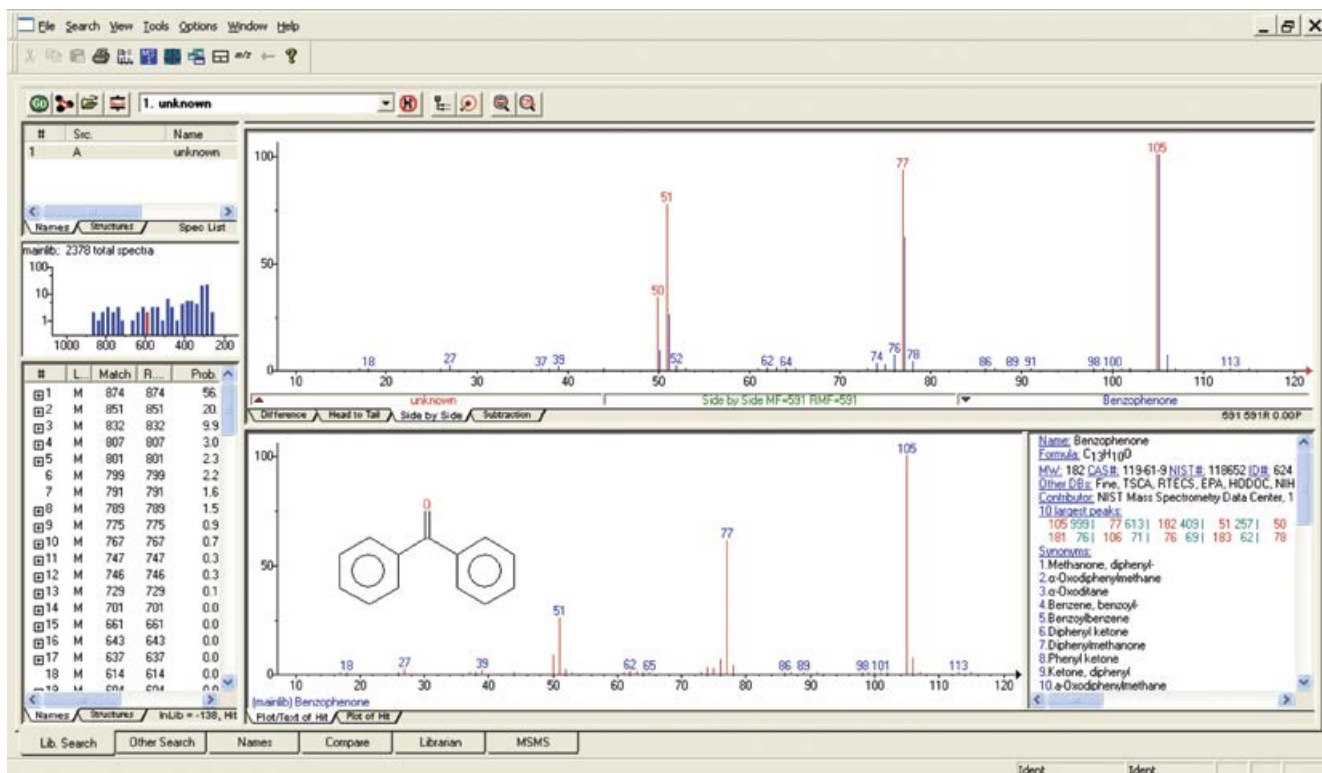 File Search View Tools Options Window Help
1. unknown
# Src. Name
1 A unknown
Names Structures Spec List
mainlib; 2378 total spectra
100
10
1
1000 800 600 400 200
# L... Match R... Prob.
1 M 874 874 56.
2 M 851 851 20.
3 M 832 832 9.9
4 M 807 807 3.0
5 M 801 801 2.3
6 M 799 799 2.2
7 M 791 791 1.6
8 M 789 789 1.5
9 M 775 775 0.9
10 M 767 767 0.7
11 M 747 747 0.3
12 M 746 746 0.3
13 M 729 729 0.1
14 M 701 701 0.0
15 M 661 661 0.0
16 M 643 643 0.0
17 M 637 637 0.0
18 M 614 614 0.0
Names Structures InLib = -138, Hit
100
50
0
18 27 37 39 50 51 52 62 64 74 76 77 78 86 89 91 98 100 105 113
10 20 30 40 50 60 70 80 90 100 110 120
unknown Side by Side MF=591 RMF=591 Benzophenone
Difference Head to Tail Side by Side Subtraction 591 591R 0.00P
100
50
0
O
18 27 39 51 62 65 77 86 89 98 101 105 113
10 20 30 40 50 60 70 80 90 100 110 120
(mainlib) Benzophenone
Plot/Text of Hit Plot of Hit
Name: Benzophenone
Formula: C13H10O
MW: 182 CAS#: 119-61-9 NIST#: 118652 ID#: 624
Other DBs: Fine, TSCA, RTECS, EPA, HODOC, NIH
Contributor: NIST Mass Spectrometry Data Center, 1
10 largest peaks:
105 999 | 77 613 | 182 409 | 51 257 | 50
181 76 | 106 71 | 76 69 | 183 62 | 78
Synonyms:
1.Methanone, diphenyl-
2.α-Oxodiphenylmethane
3.α-Oxoditane
4.Benzene, benzoyl-
5.Benzoylbenzene
6.Diphenyl ketone
7.Diphenylmethanone
8.Phenyl ketone
9.Ketone, diphenyl
10.a-Oxodiphenylmethane
Lib. Search Other Search Names Compare Librarian MSMS